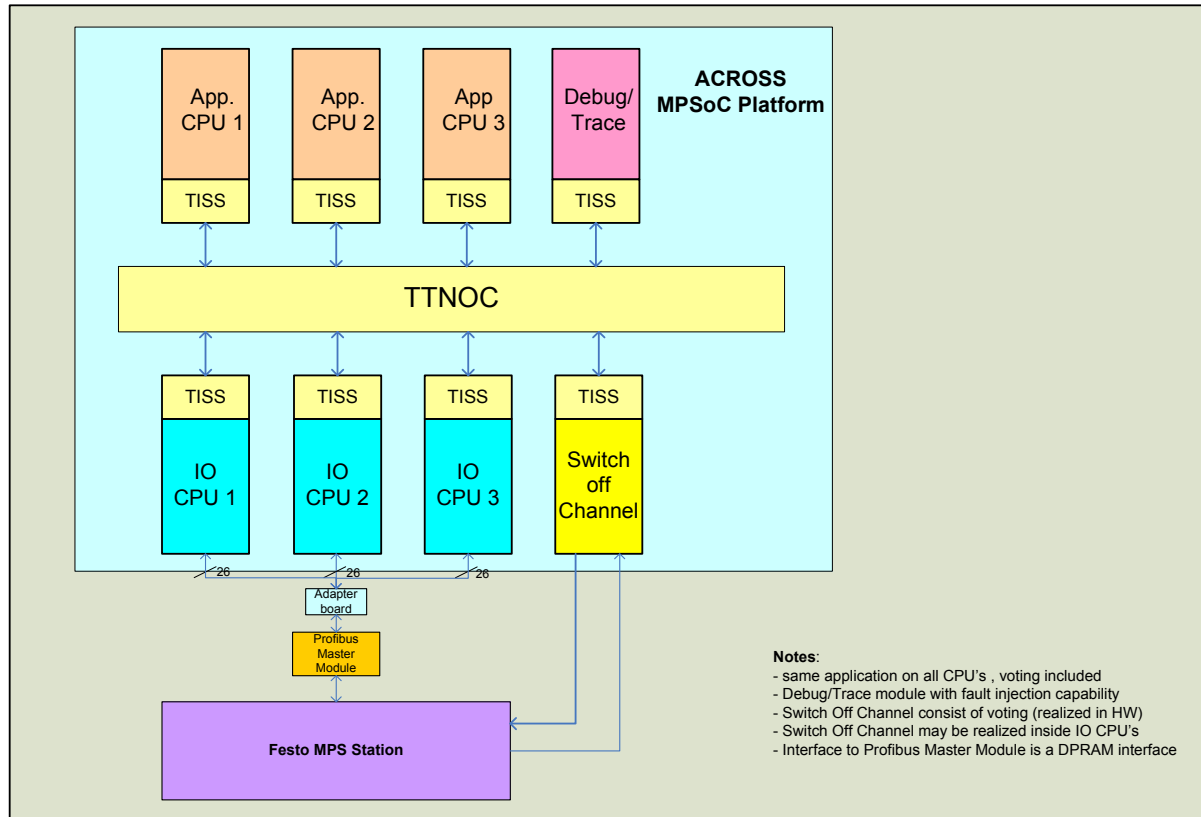 ACROSS
MPSoC Platform
App.
CPU 1
App.
CPU 2
App
CPU 3
Debug/
Trace
TISS
TISS
TISS
TISS
TTNOC
TISS
TISS
TISS
TISS
IO
CPU 1
IO
CPU 2
IO
CPU 3
Switch
off
Channel
26
26
26
Adapter
board
Profibus
Master
Module
Festo MPS Station
Notes:
- same application on all CPU's , voting included
- Debug/Trace module with fault injection capability
- Switch Off Channel consist of voting (realized in HW)
- Switch Off Channel may be realized inside IO CPU's
- Interface to Profibus Master Module is a DPRAM interface